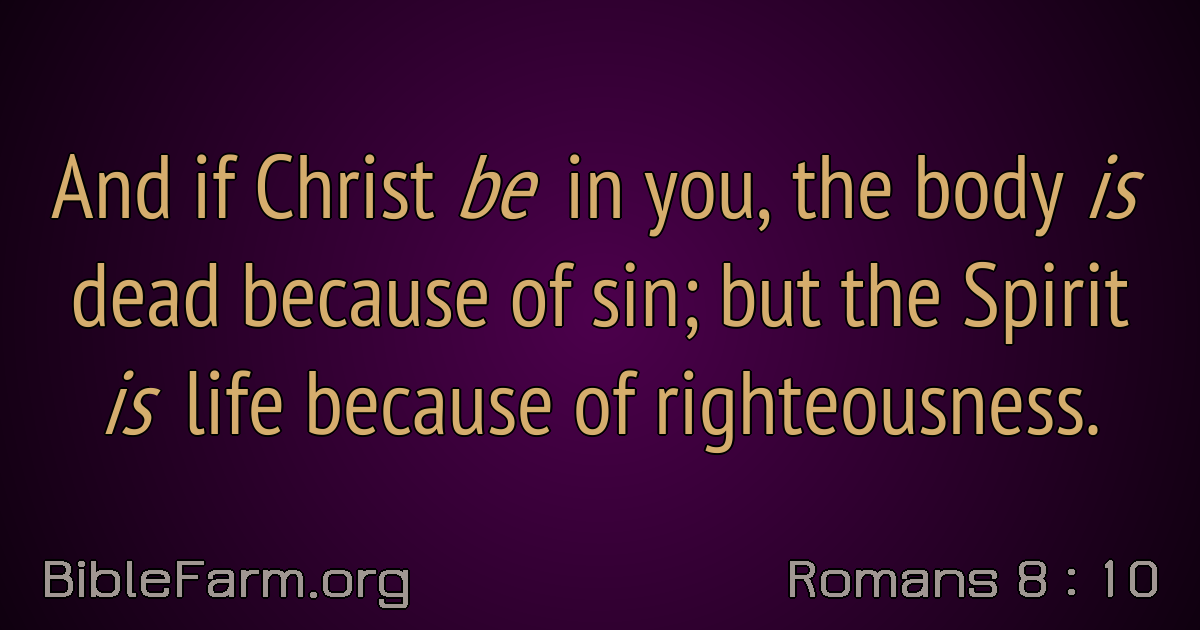 And if Christ be in you, the body is
dead because of sin; but the Spirit
is life because of righteousness.
BibleFarm.org
Romans 8 : 10